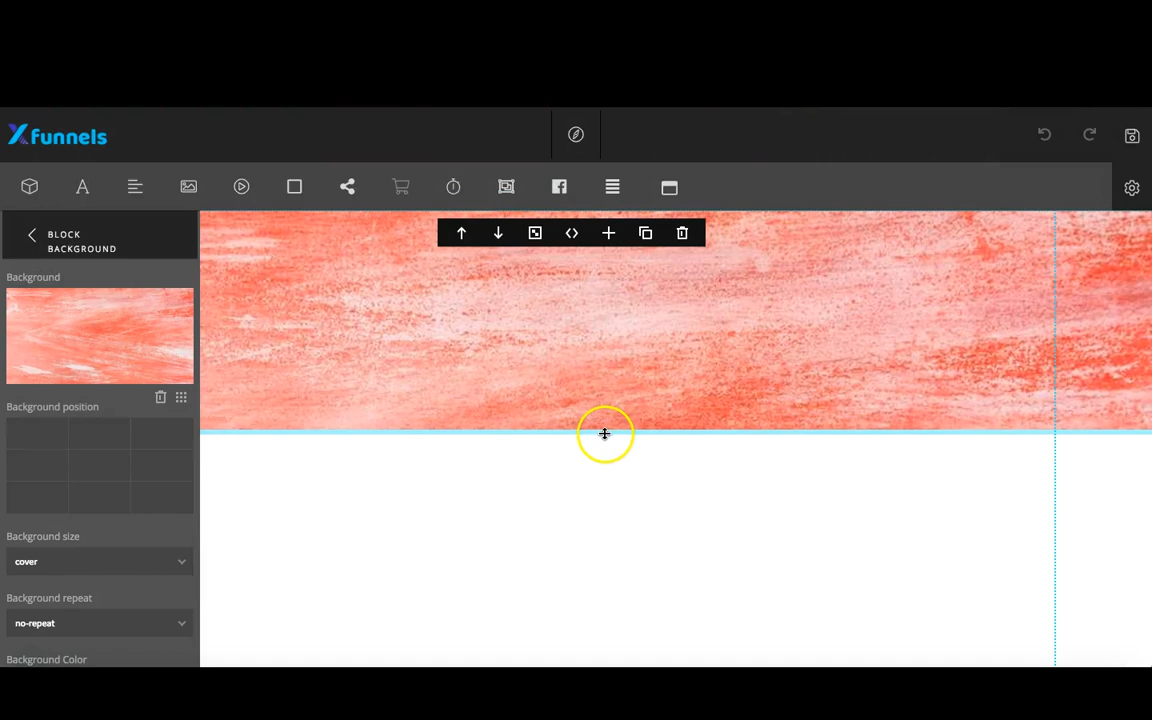 Xfunnels
BLOCK
BACKGROUND
Background
Background position
Background size
cover
Background repeat
no-repeat
Background Color